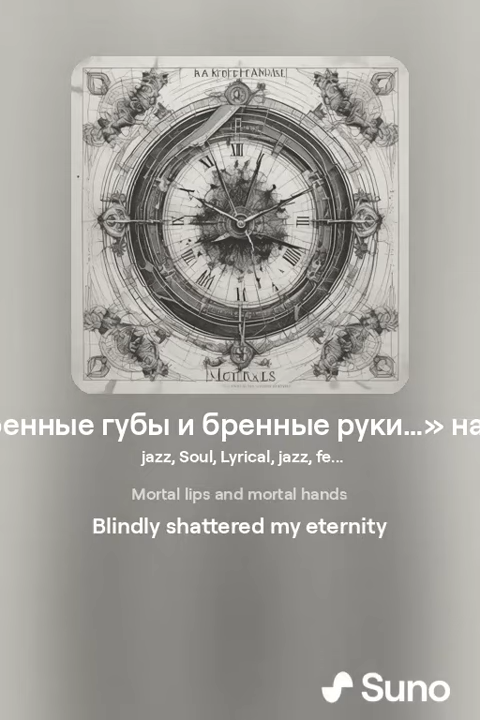 енные губы и бренные руки...» на
jazz, Soul, Lyrical, jazz, fe...
Mortal lips and mortal hands
Blindly shattered my eternity
Suno